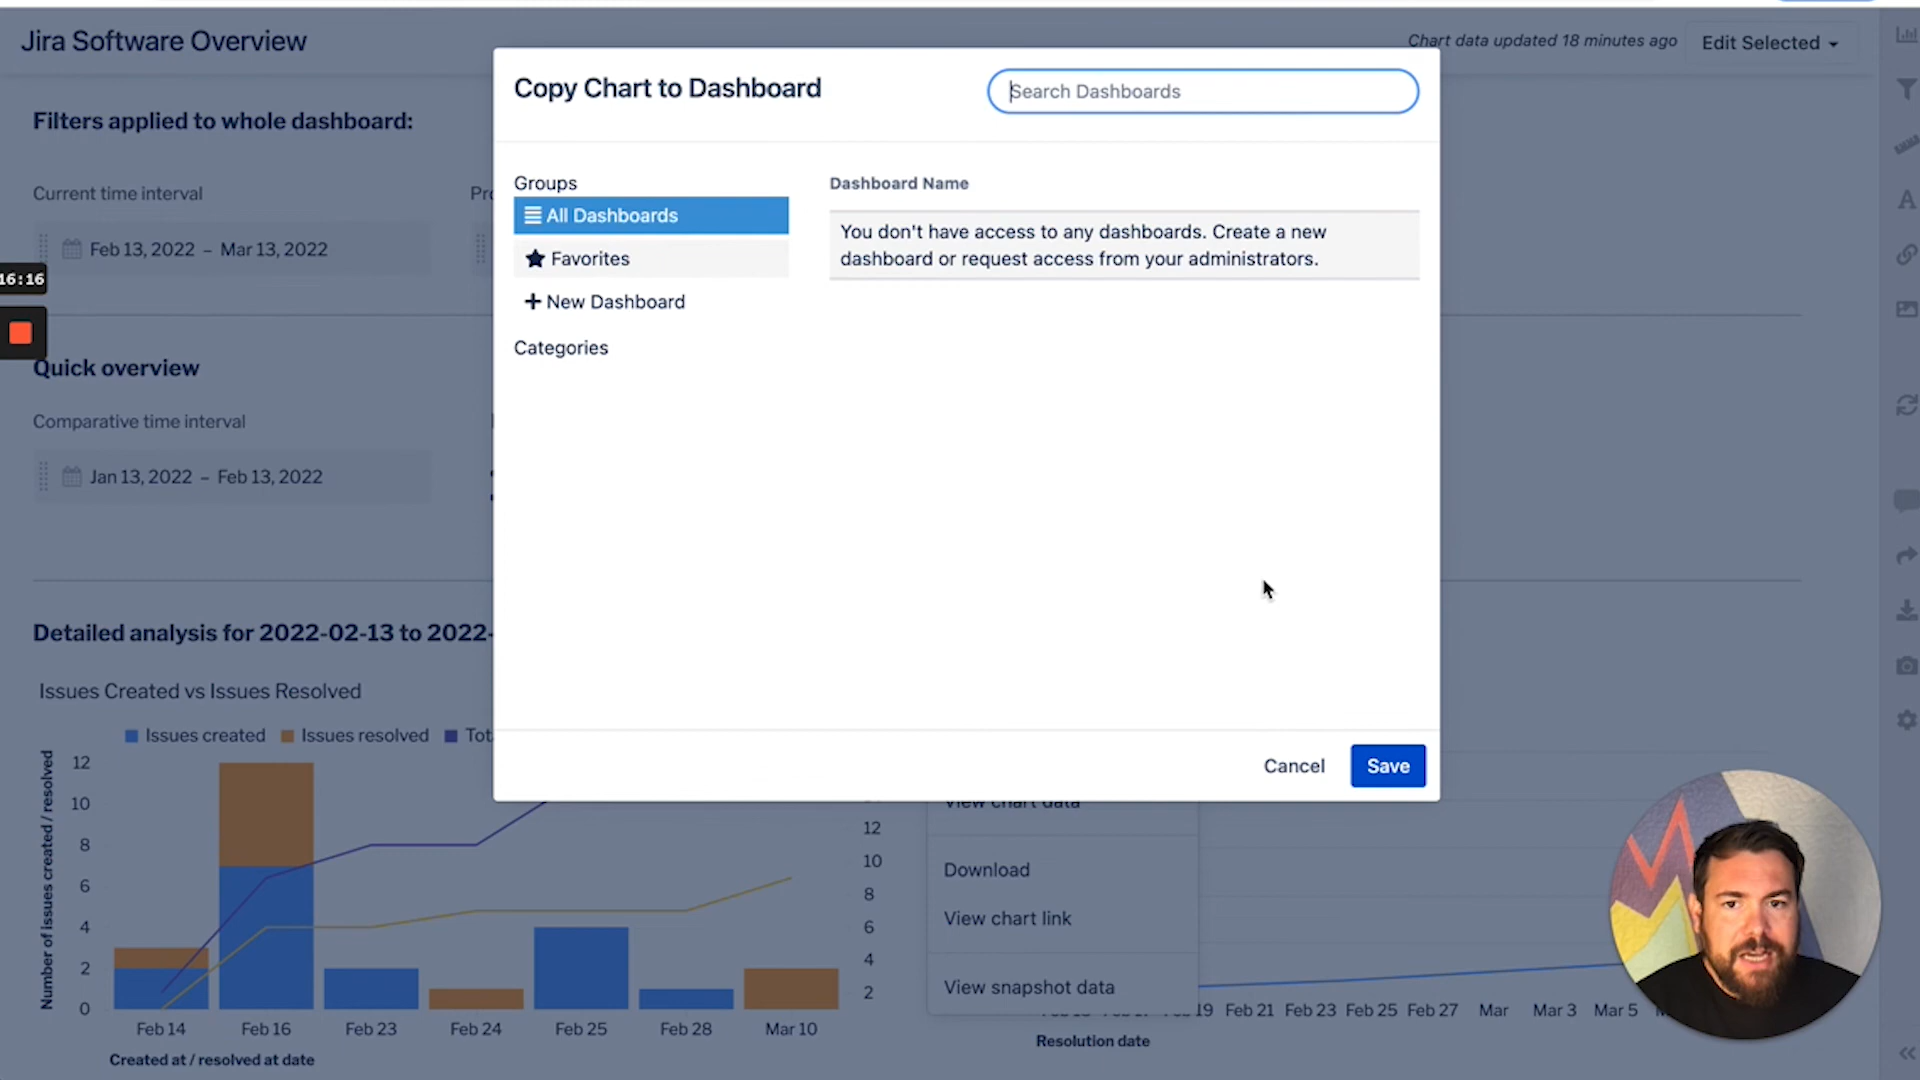 Jira Software Overview
Chart data updated 18 minutes ago
Edit Selected
Copy Chart to Dashboard
Search Dashboards
Filters applied to whole dashboard:
Current time interval
Feb 13, 2022 – Mar 13, 2022
Groups
All Dashboards
Favorites
New Dashboard
Categories
Dashboard Name
You don't have access to any dashboards. Create a new
dashboard or request access from your administrators.
16:16
Quick overview
Comparative time interval
Jan 13, 2022 – Feb 13, 2022
Detailed analysis for 2022-02-13 to 2022-
Issues Created vs Issues Resolved
Issues created
Issues resolved
Cancel
Save
Number of issues created / resolved
12
10
8
6
4
2
0
12
10
8
6
4
2
Feb 14
Feb 16
Feb 23
Feb 24
Feb 25
Feb 28
Mar 10
Created at / resolved at date
View chart data
Download
View chart link
View snapshot data
19
Feb 21
Feb 23
Feb 25
Feb 27
Mar
Mar 3
Mar 5
Resolution date